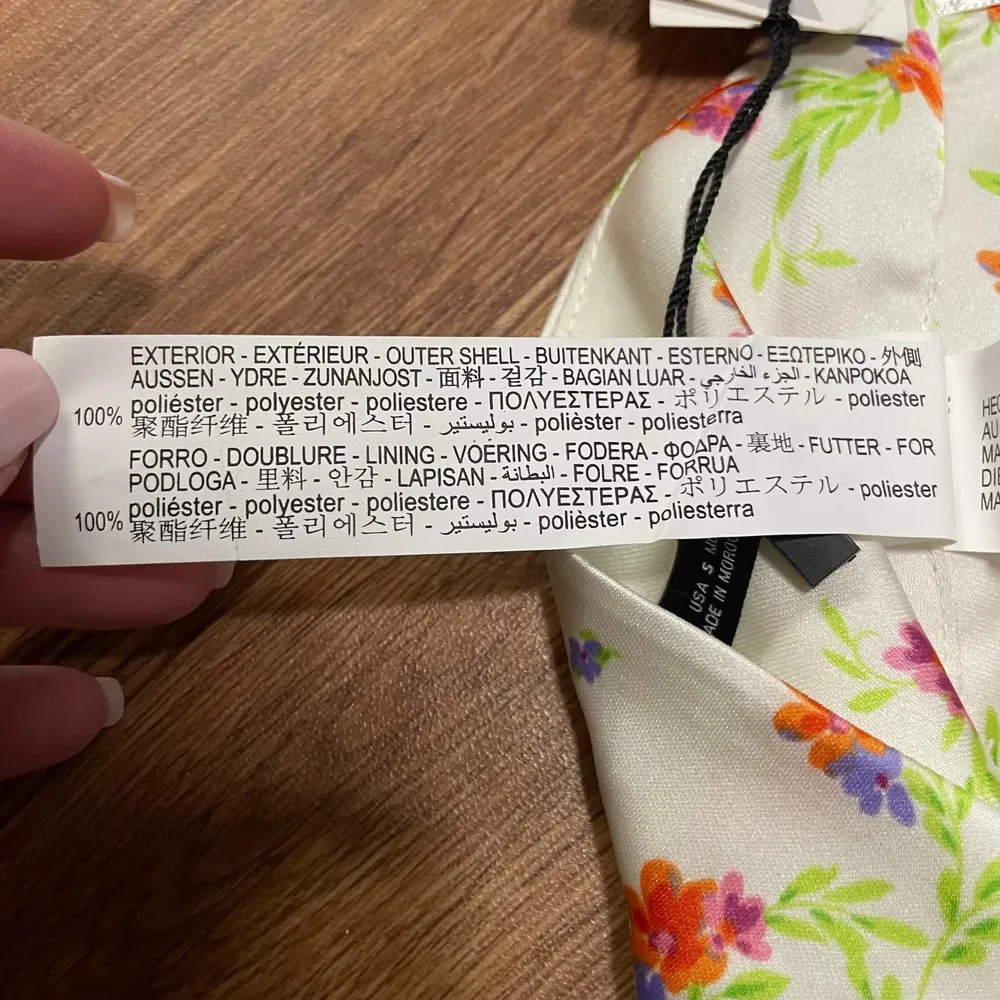 EXTERIOR - EXTÉRIEUR - OUTER SHELL - BUITENKANT - ESTERNO - ΕΞΩΤΕΡΙΚΟ - 外側
AUSSEN - YDRE - ZUNANJOST - 面料 - 겉감 - BAGIAN LUAR - الجزء الخارجي - KANPOKOA
100% poliéster - polyester - poliestere - ΠΟΛΥΕΣΤΕΡΑΣ - ポリエステル - poliester
聚酯纤维 - 폴리에스터 - بوليستير - polièster - poliesterra
FORRO - DOUBLURE - LINING - VOERING - FODERA - ΦΟΔΡΑ - 裏地 - FUTTER - FOR
PODLOGA - 里料 - 안감 - LAPISAN - البطانة - FOLRE - FORRUA
100% poliéster - polyester - poliestere - ΠΟΛΥΕΣΤΕΡΑΣ - ポリエステル - poliester
聚酯纤维 - 폴리에스터 - بوليستير - polièster - poliesterra
USA S
MADE IN MOROCCO